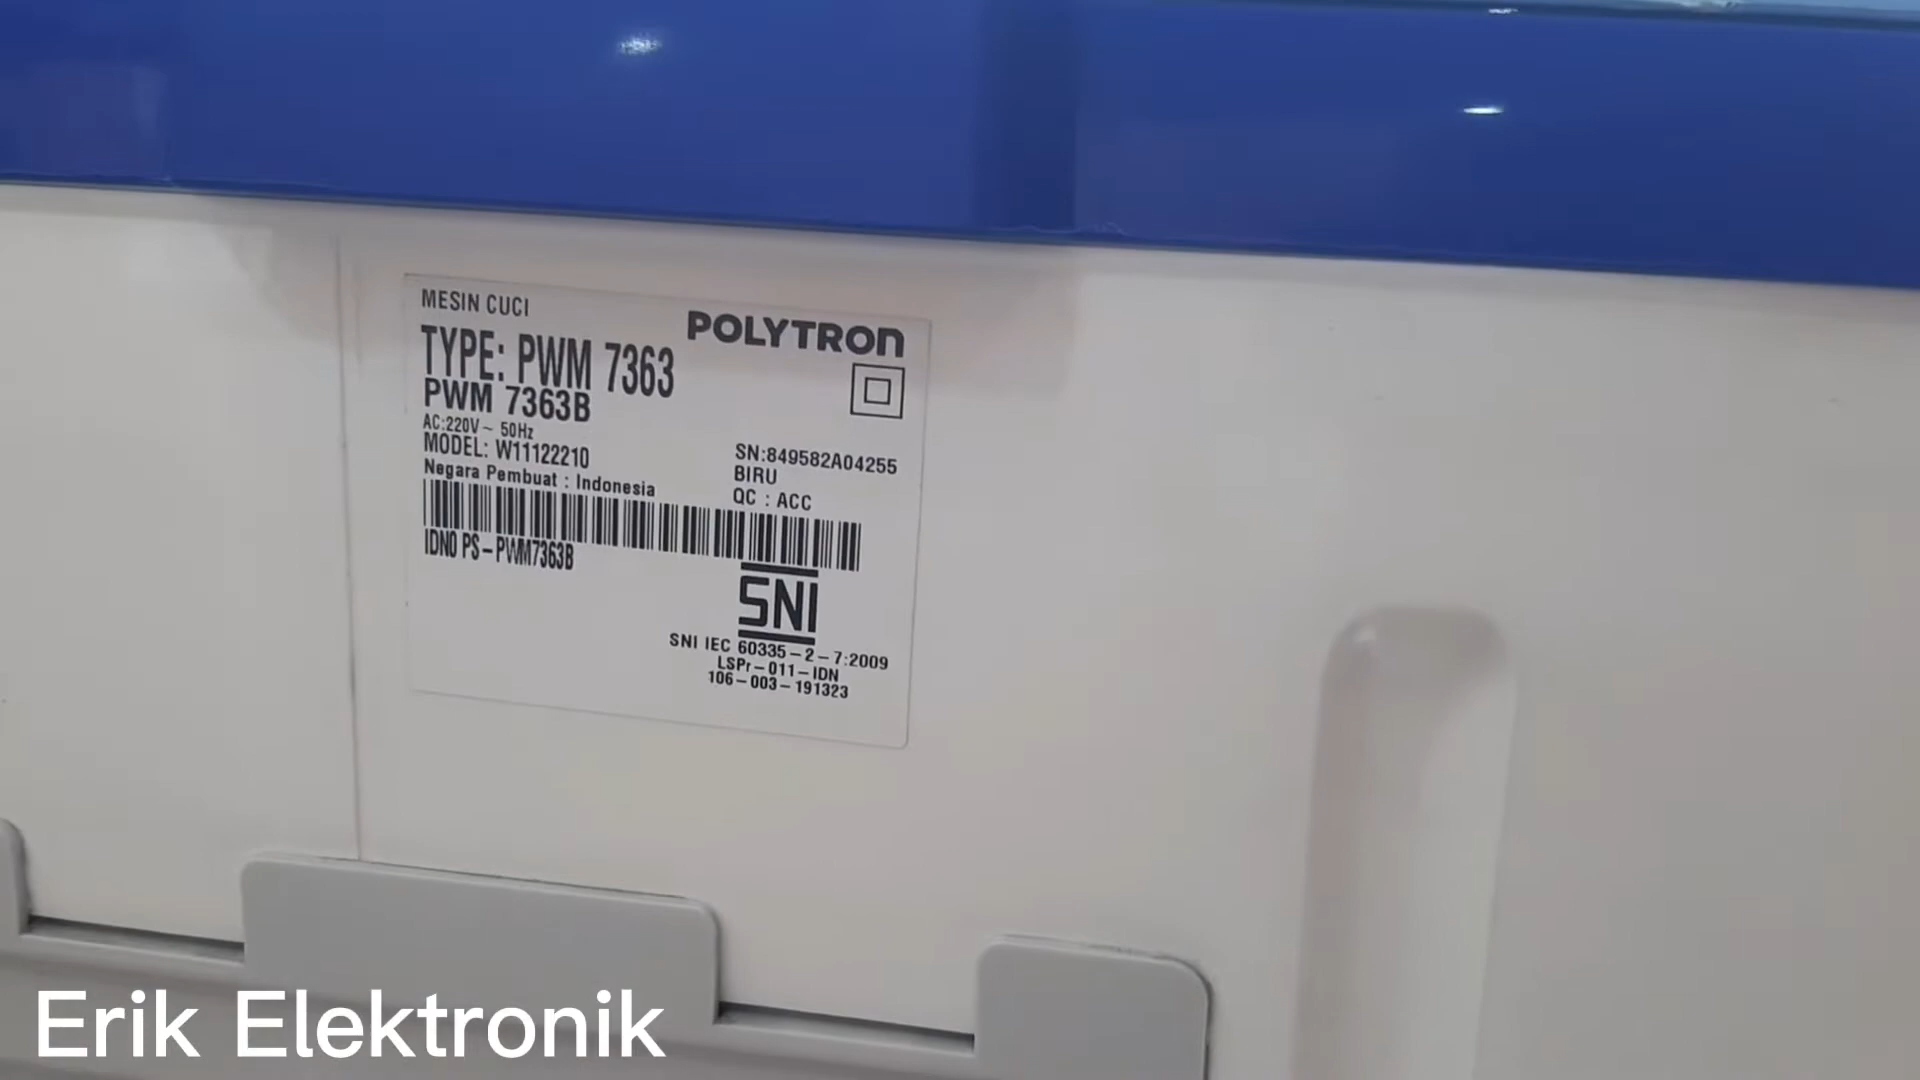 MESIN CUCI
POLYTRON
TYPE: PWM 7363
PWM 7363B
AC:220V~ 50Hz
MODEL: W11122210
Negara Pembuat : Indonesia
SN:849582A04255
BIRU
QC : ACC
IDNO PS-PWM7363B
SNI
SNI IEC 60335-2-7:2009
LSPr-011-IDN
106-003-191323
Erik Elektronik